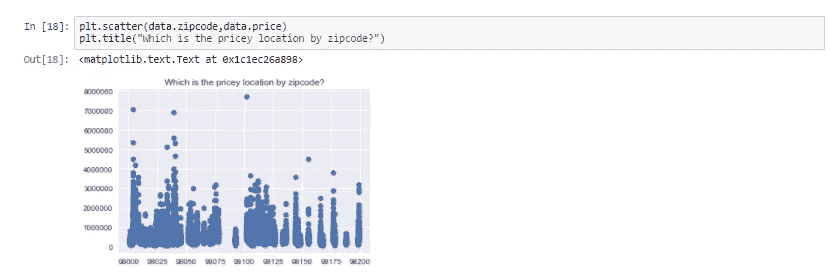 In [18]: plt.scatter(data.zipcode,data.price)
plt.title("Which is the pricey location by zipcode?")
Out[18]: <matplotlib.text.Text at 0x1c1ec26a898>
Which is the pricey location by zipcode?
8000000
7000000
6000000
5000000
4000000
3000000
2000000
1000000
0
98000 98025 98050 98075 98100 98125 98150 98175 98200